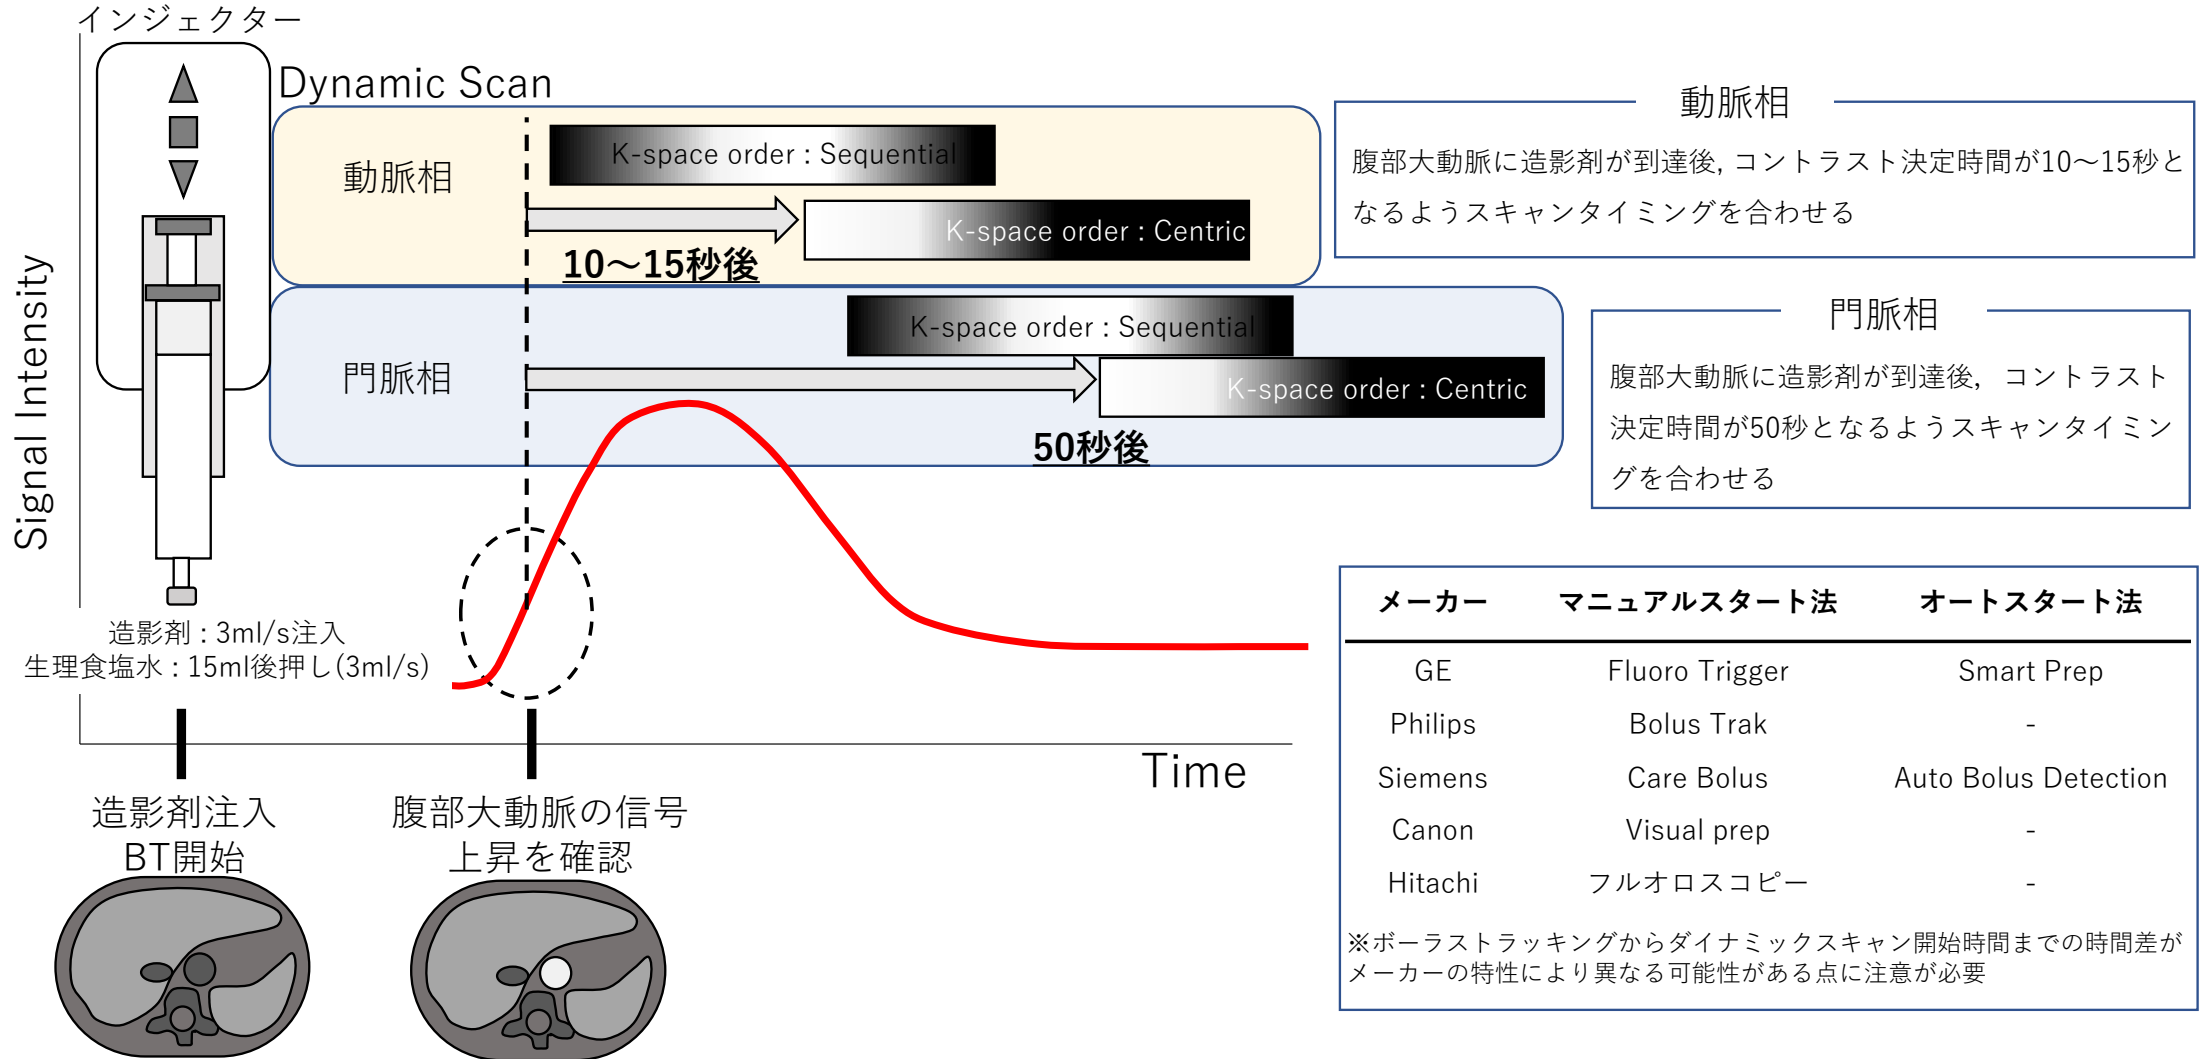 インジェクター
Dynamic Scan
動脈相
K-space order : Sequential
K-space order : Centric
10～15秒後
門脈相
K-space order : Sequential
K-space order : Centric
50秒後
Signal Intensity
造影剤 : 3ml/s注入
生理食塩水 : 15ml後押し(3ml/s)
Time
造影剤注入
BT開始
腹部大動脈の信号
上昇を確認
動脈相
腹部大動脈に造影剤が到達後, コントラスト決定時間が10～15秒と
なるようスキャンタイミングを合わせる
門脈相
腹部大動脈に造影剤が到達後, コントラスト
決定時間が50秒となるようスキャンタイミン
グを合わせる
メーカー マニュアルスタート法 オートスタート法
GE Fluoro Trigger Smart Prep
Philips Bolus Trak -
Siemens Care Bolus Auto Bolus Detection
Canon Visual prep -
Hitachi フルオロスコピー -
※ボーラストラッキングからダイナミックスキャン開始時間までの時間差が
メーカーの特性により異なる可能性がある点に注意が必要